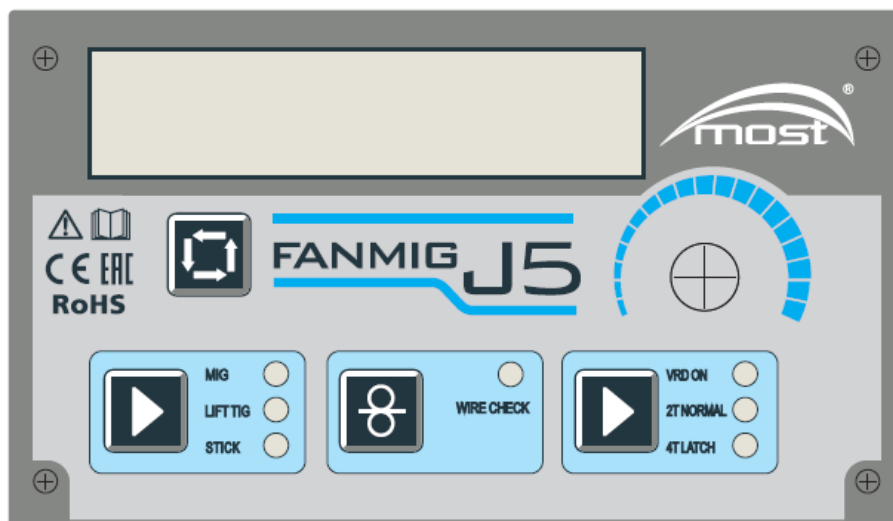 most®
FANMIG J5
CE EAC
RoHS
MIG
LIFT TIG
STICK
WIRE CHECK
VRD ON
2T NORMAL
4T LATCH